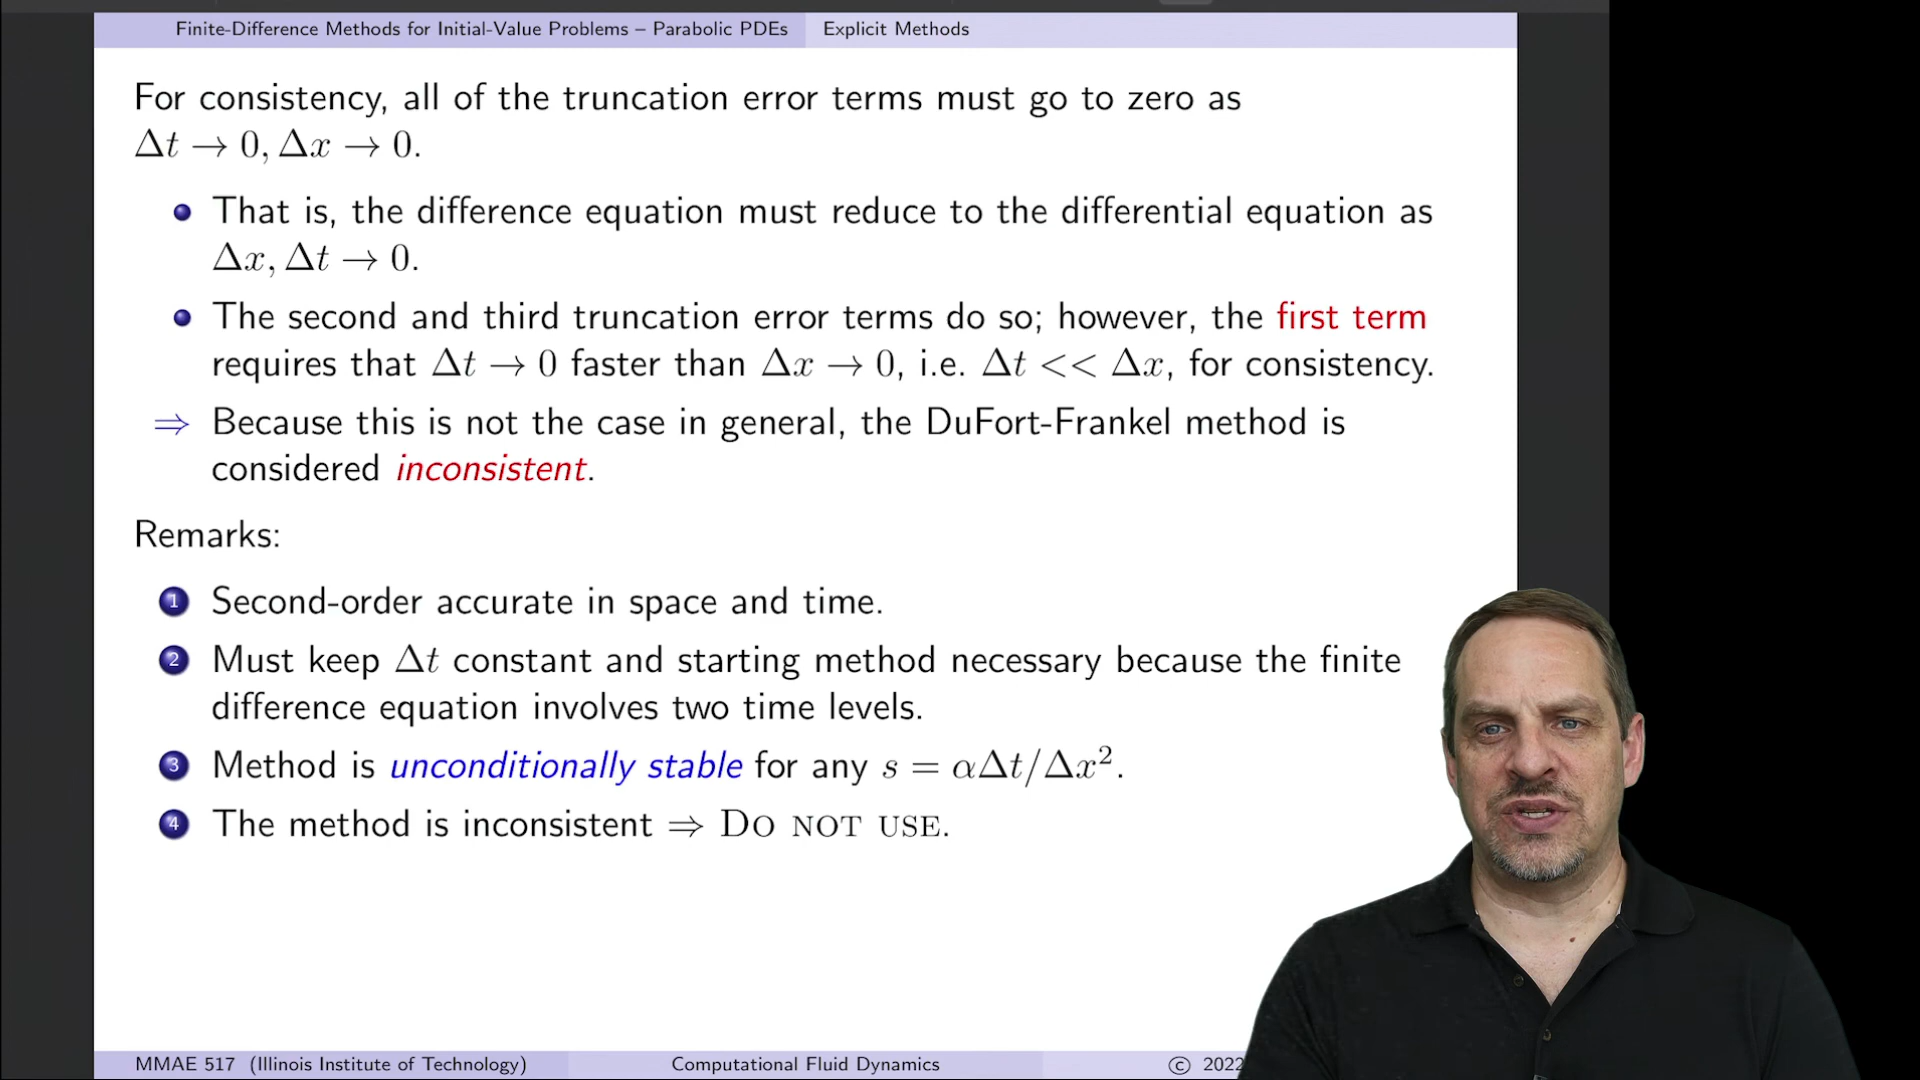 Finite-Difference Methods for Initial-Value Problems – Parabolic PDEs Explicit Methods
For consistency, all of the truncation error terms must go to zero as
Δt → 0, Δx → 0.
That is, the difference equation must reduce to the differential equation as
Δx, Δt → 0.
The second and third truncation error terms do so; however, the first term
requires that Δt → 0 faster than Δx → 0, i.e. Δt << Δx, for consistency.
⇒ Because this is not the case in general, the DuFort-Frankel method is
considered inconsistent.
Remarks:
1 Second-order accurate in space and time.
2 Must keep Δt constant and starting method necessary because the finite
difference equation involves two time levels.
3 Method is unconditionally stable for any s = αΔt/Δx².
4 The method is inconsistent ⇒ Do not use.
MMAE 517 (Illinois Institute of Technology) Computational Fluid Dynamics © 2022